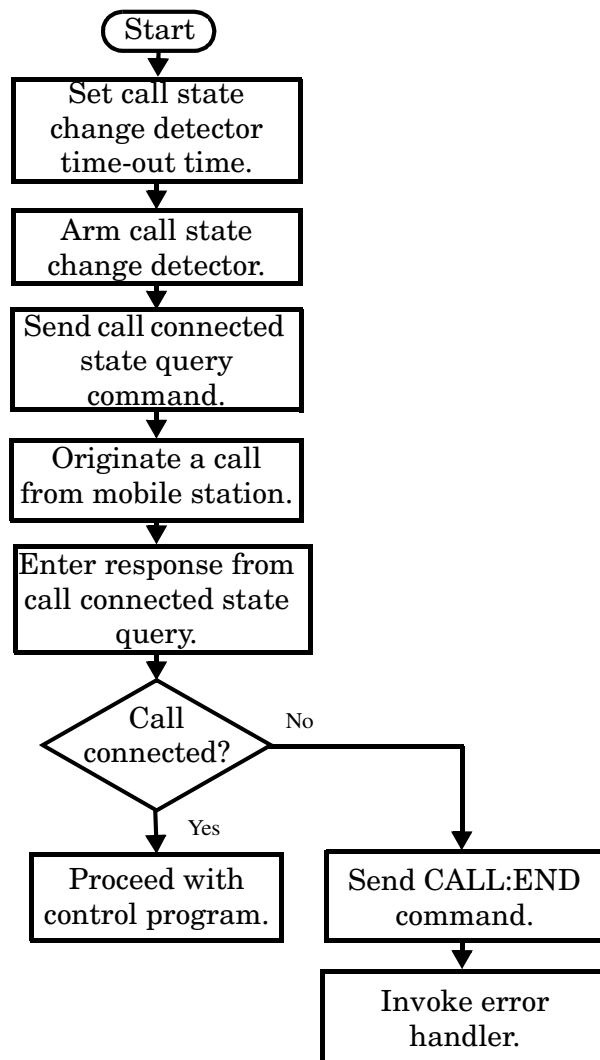 Start
Set call state
change detector
time-out time.
Arm call state
change detector.
Send call connected
state query
command.
Originate a call
from mobile station.
Enter response from
call connected state
query.
Call
connected?
No
Yes
Proceed with
control program.
Send CALL:END
command.
Invoke error
handler.